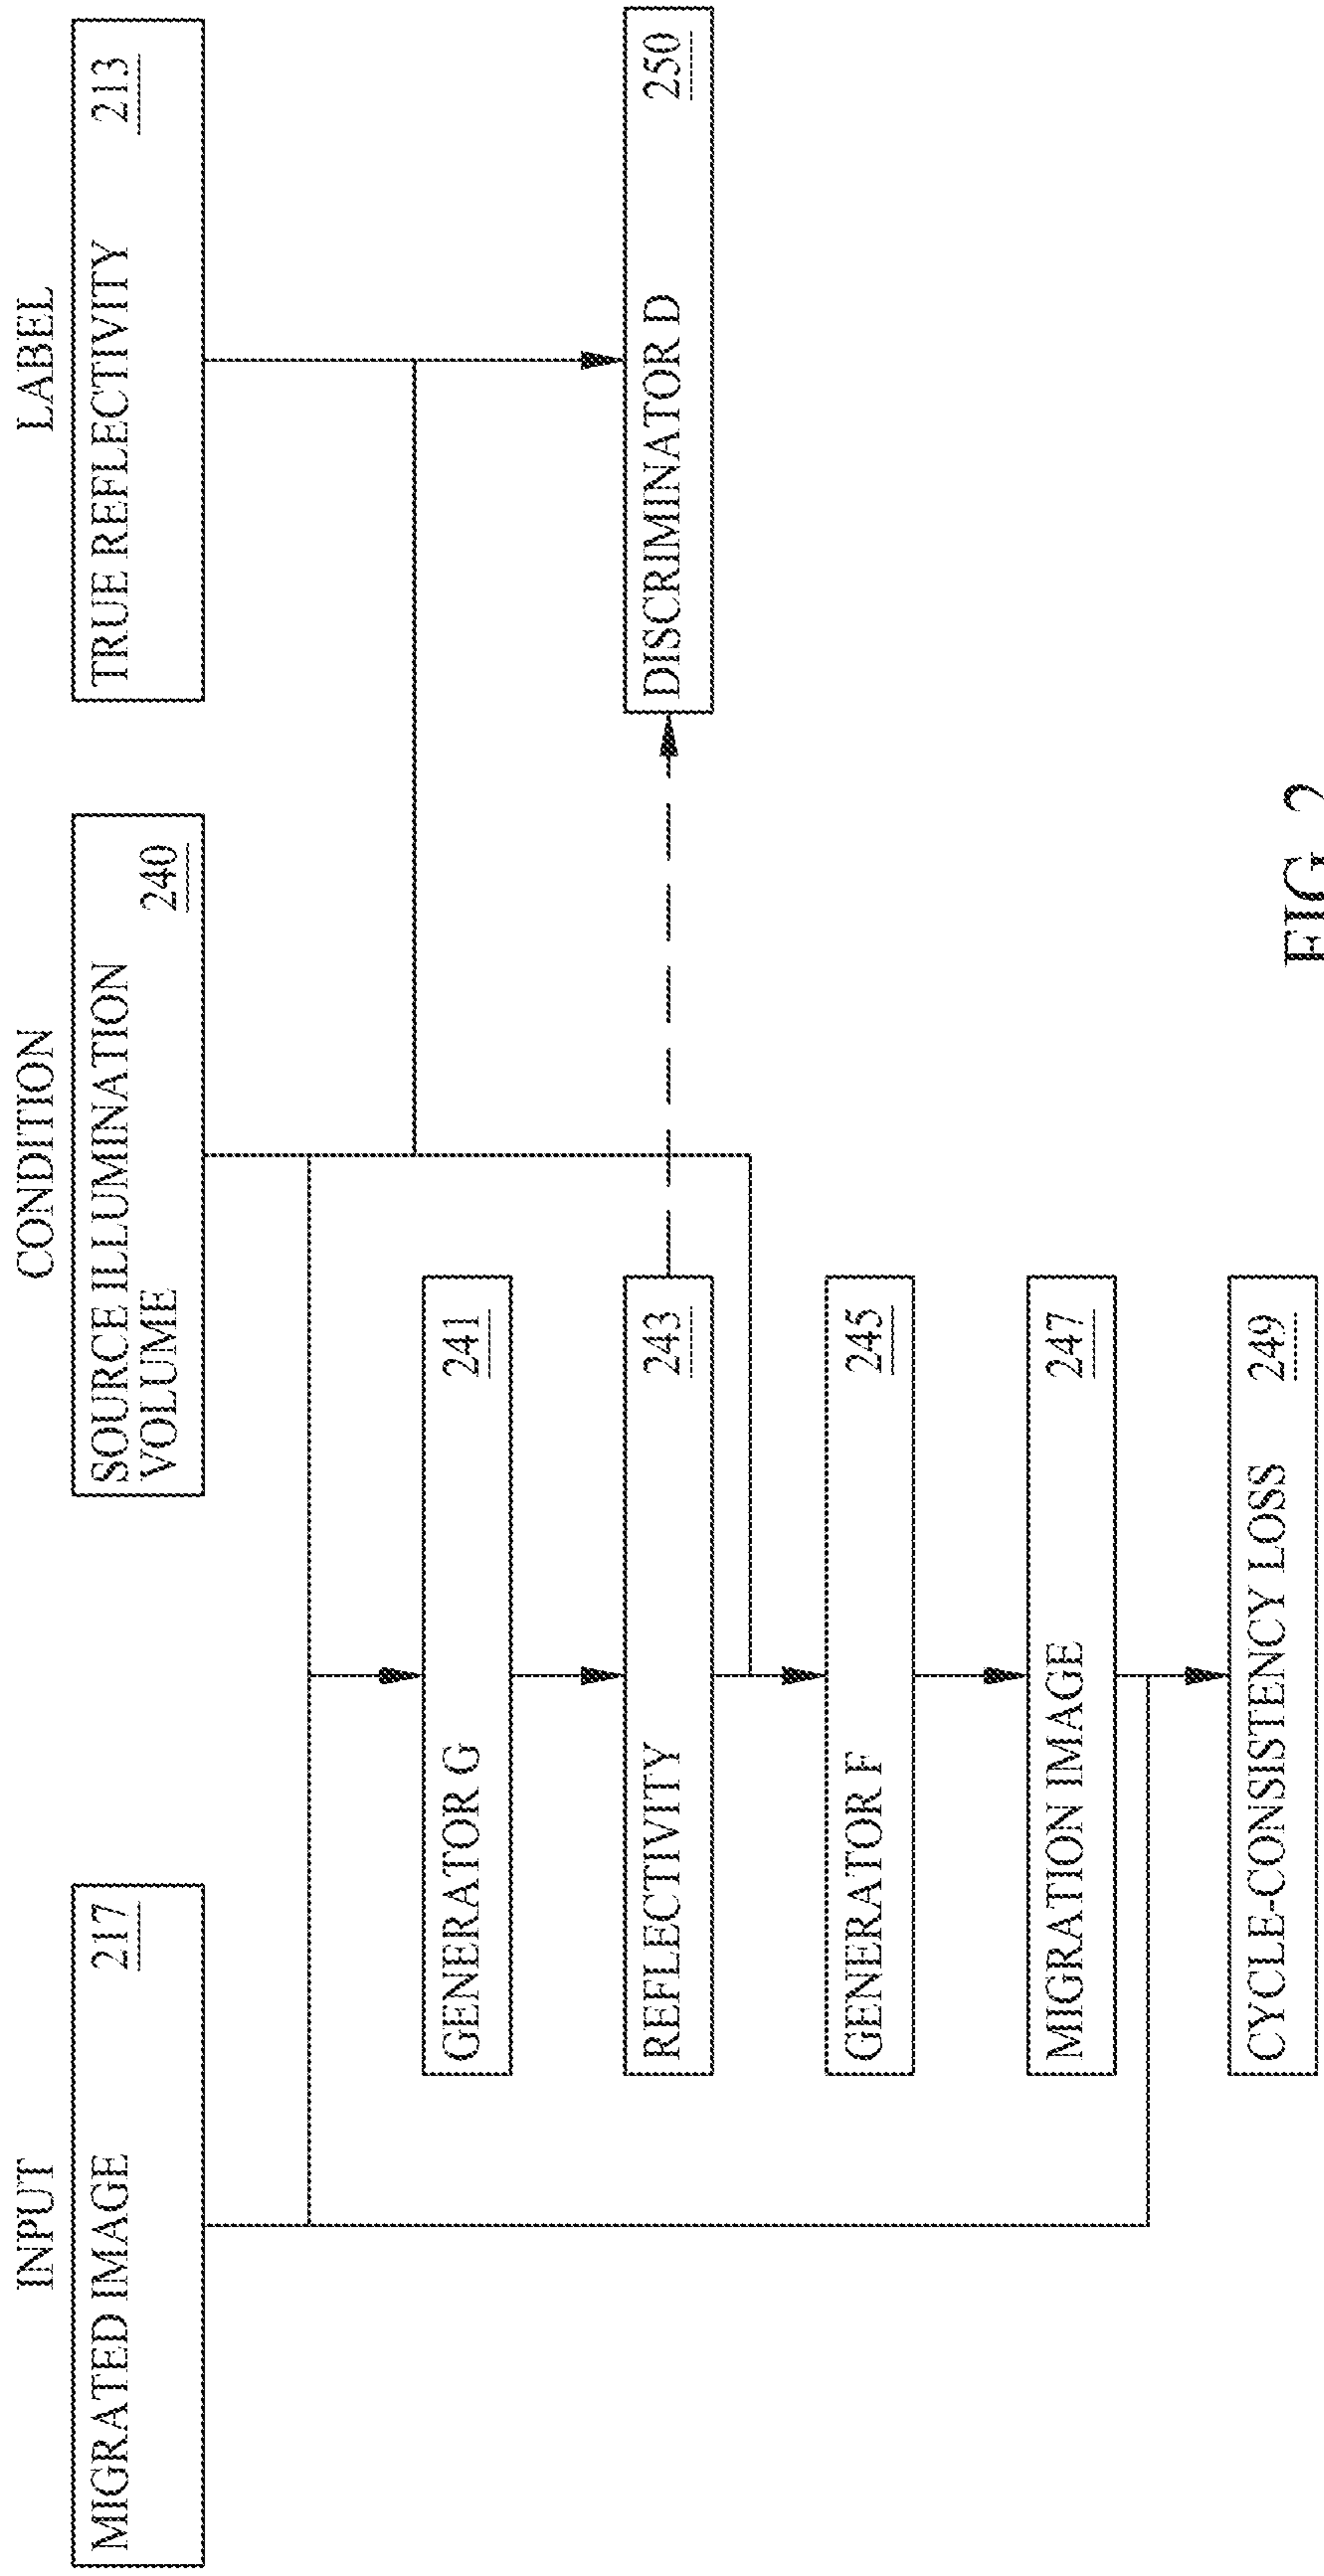 INPUT
MIGRATED IMAGE 217
CONDITION
SOURCE ILLUMINATION
VOLUME 240
LABEL
TRUE REFLECTIVITY 213
GENERATOR G 241
REFLECTIVITY 243
DISCRIMINATOR D 250
GENERATOR F 245
MIGRATION IMAGE 247
CYCLE-CONSISTENCY LOSS 249
FIG. 2